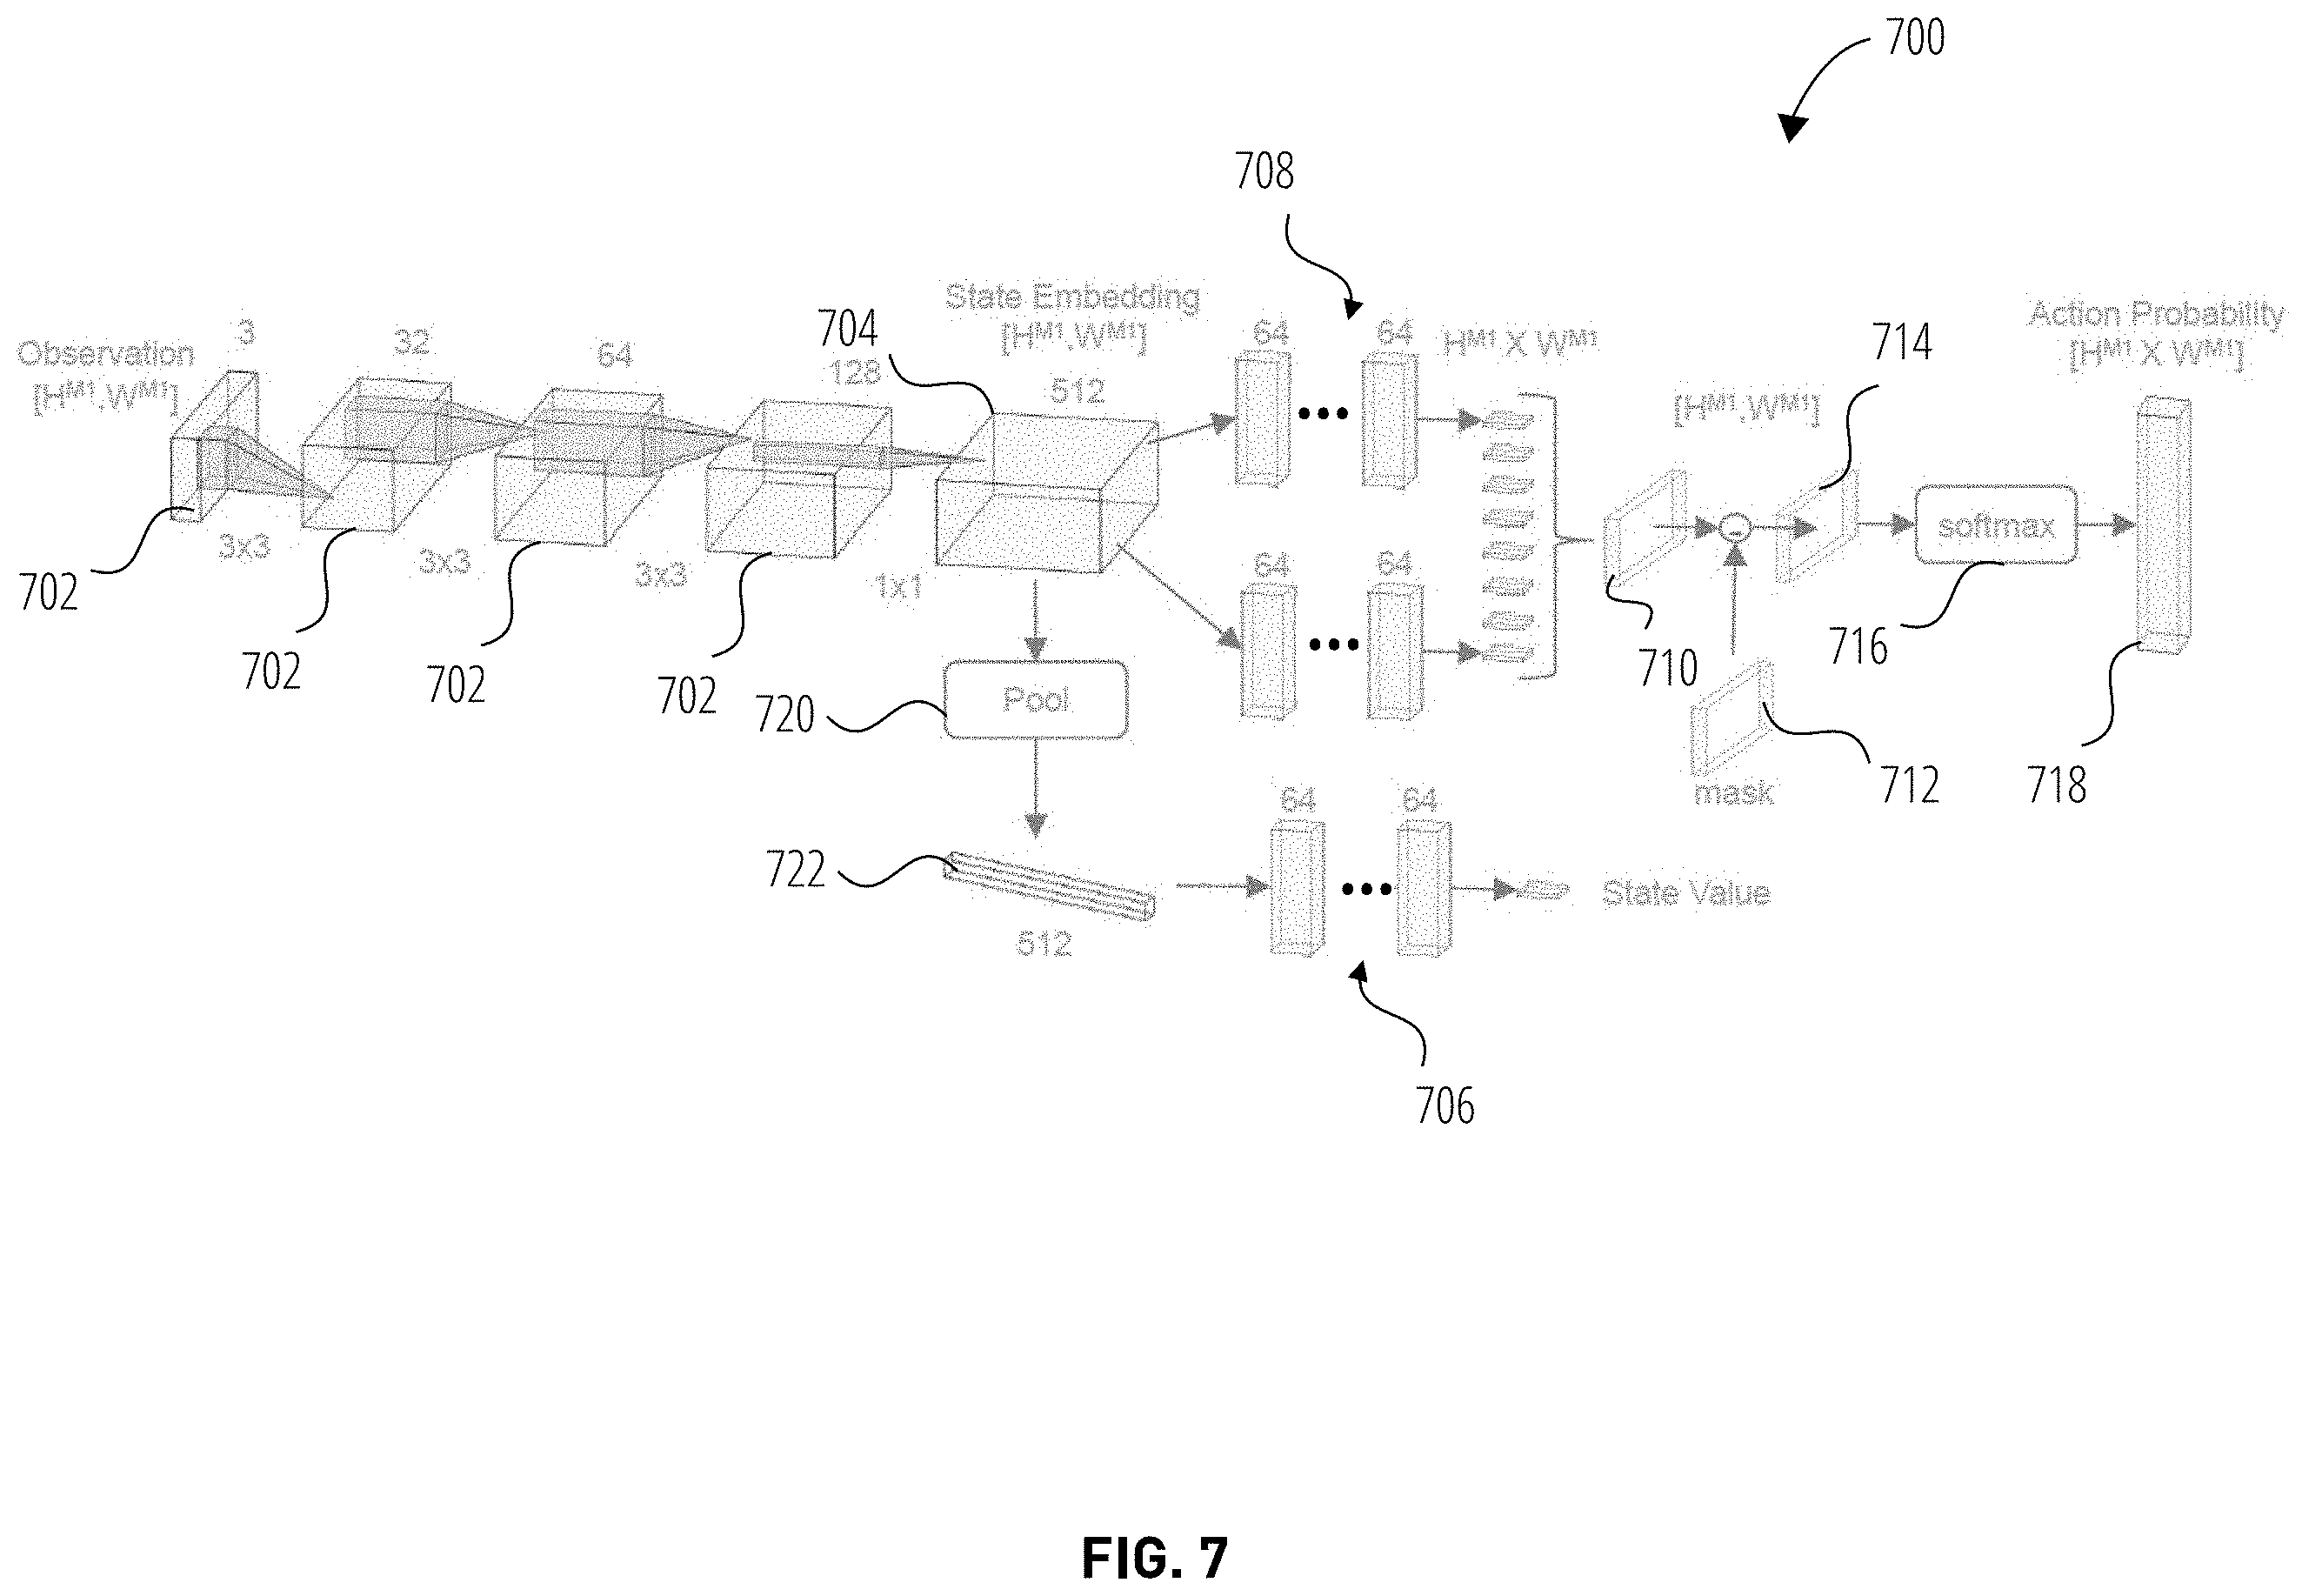 700
708
State Embedding
[H^M1, W^M1]
704
3
32
64
128
512
Observation
[H^M1, W^M1]
64
64
H^M1 X W^M1
714
Action Probability
[H^M1 X W^M1]
[H^M1, W^M1]
3x3
3x3
3x3
1x1
softmax
64
64
702
702
702
702
710
716
Pool
720
mask
712
718
64
64
722
512
State Value
706
FIG. 7